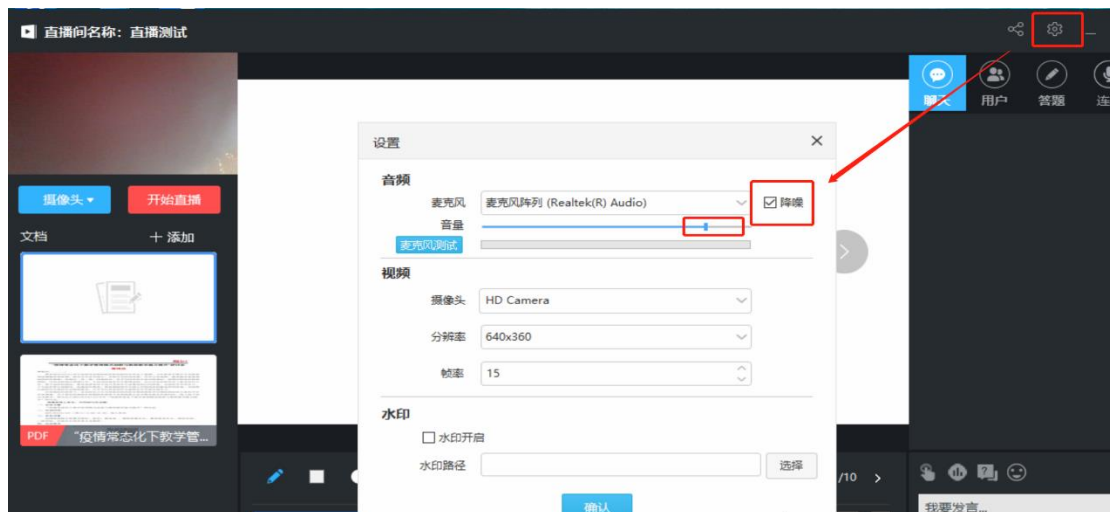 直播间名称：直播测试
聊天
用户
答题
连
摄像头
开始直播
文档
＋ 添加
PDF
“疫情常态化下教学管...
设置
音频
麦克风
麦克风阵列 (Realtek(R) Audio)
降噪
音量
麦克风测试
视频
摄像头
HD Camera
分辨率
640x360
帧率
15
水印
水印开启
水印路径
选择
确认
/10
我要发言...